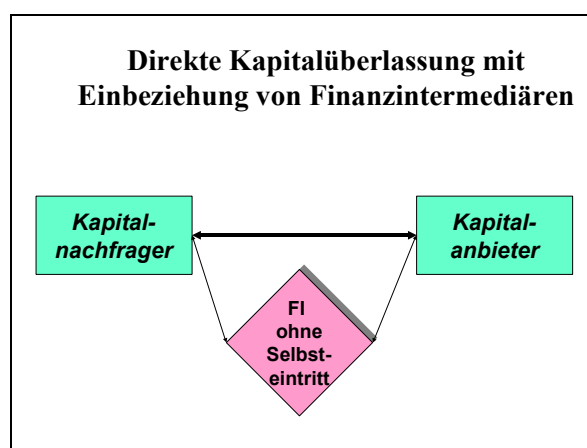 Direkte Kapitalüberlassung mit
Einbeziehung von Finanzintermediären
Kapital-
nachfrager
Kapital-
anbieter
FI
ohne
Selbst-
eintritt